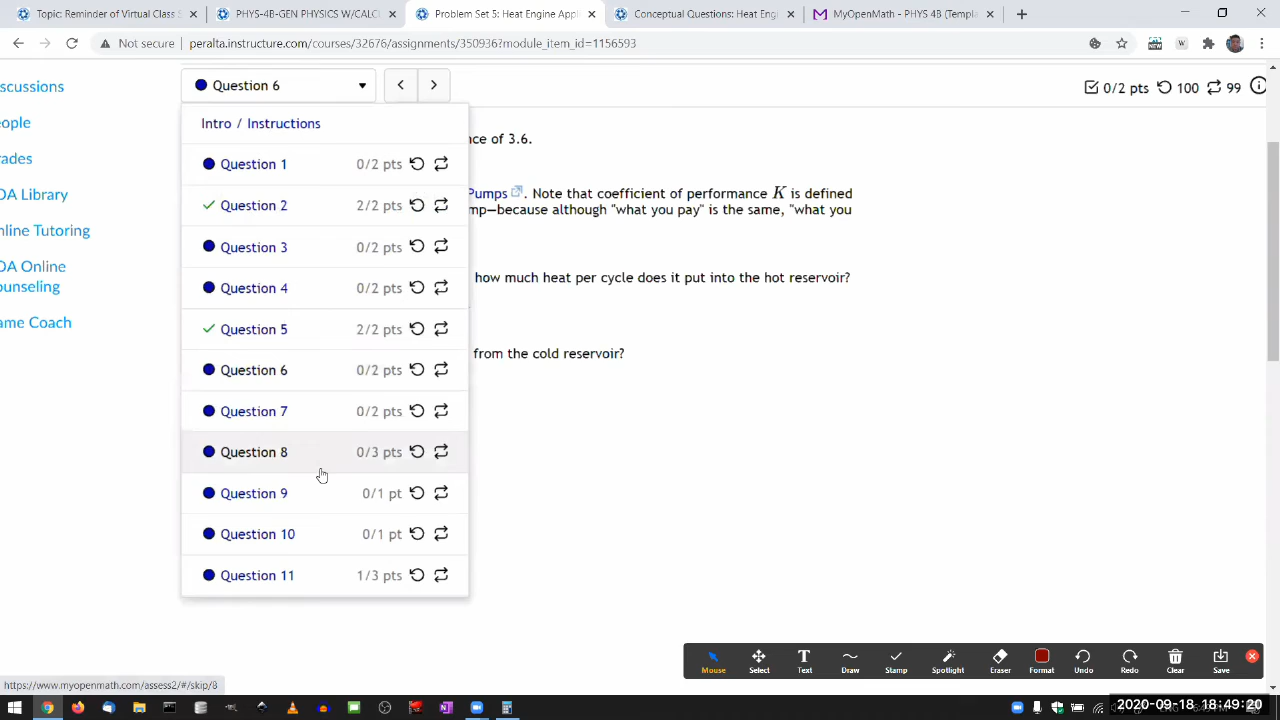 Topic: Reminder of Virtual Class S
PHYS-4B-GEN PHYSICS W/CALC
Problem Set 5: Heat Engine Appli
Conceptual Questions: Heat Engi
MyOpenMath - PHYS 4B (Templa
Not secure | peralta.instructure.com/courses/32676/assignments/350936?module_item_id=1156593
scussions
ople
ades
DA Library
nline Tutoring
DA Online
ounseling
ame Coach
Question 6
0/2 pts 100 99
Intro / Instructions
Question 1 0/2 pts
Question 2 2/2 pts
Question 3 0/2 pts
Question 4 0/2 pts
Question 5 2/2 pts
Question 6 0/2 pts
Question 7 0/2 pts
Question 8 0/3 pts
Question 9 0/1 pt
Question 10 0/1 pt
Question 11 1/3 pts
nce of 3.6.
Pumps . Note that coefficient of performance K is defined
mp—because although "what you pay" is the same, "what you
how much heat per cycle does it put into the hot reservoir?
from the cold reservoir?
Mouse Select Text Draw Stamp Spotlight Eraser Format Undo Redo Clear Save
https://www.myopenmath.com/assess2/#/skip/8
2020-09-18 18:49:20